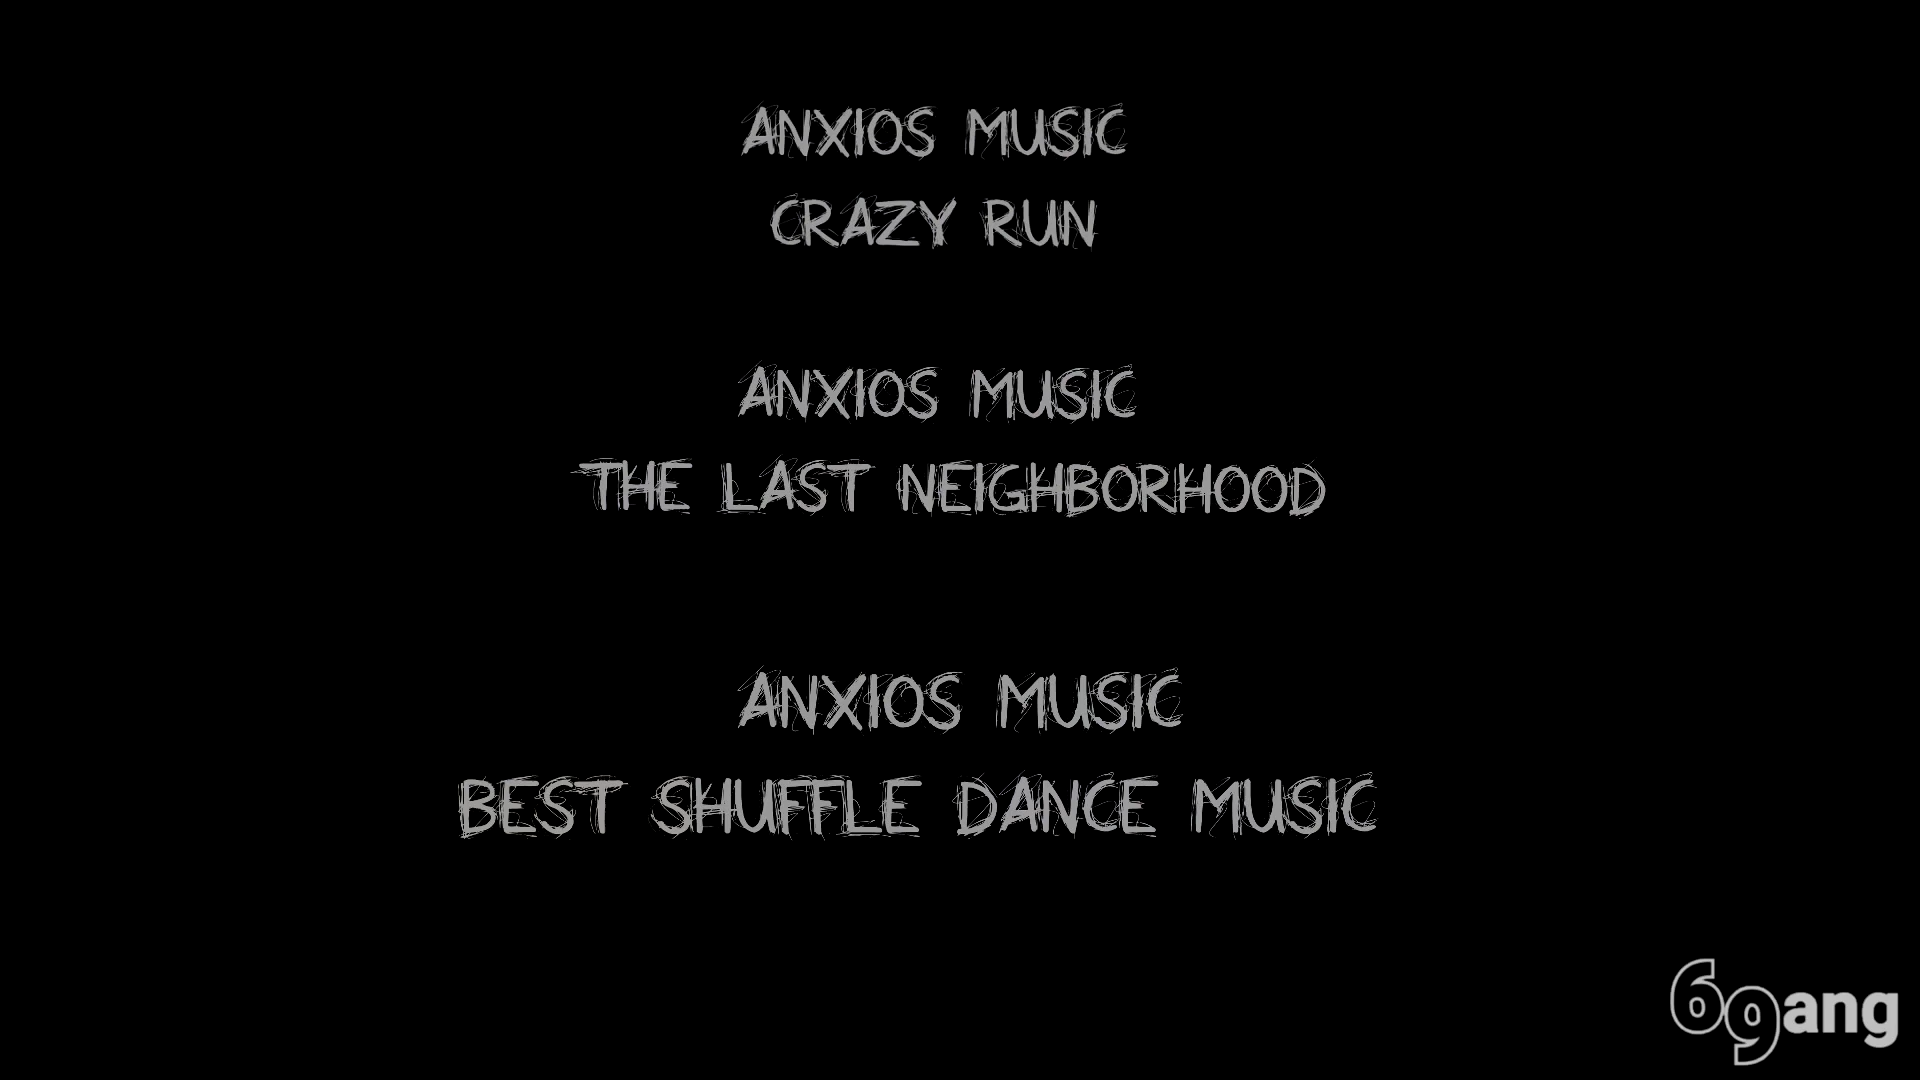 ANXIOS MUSIC
CRAZY RUN
ANXIOS MUSIC
THE LAST NEIGHBORHOOD
ANXIOS MUSIC
BEST SHUFFLE DANCE MUSIC
69ang